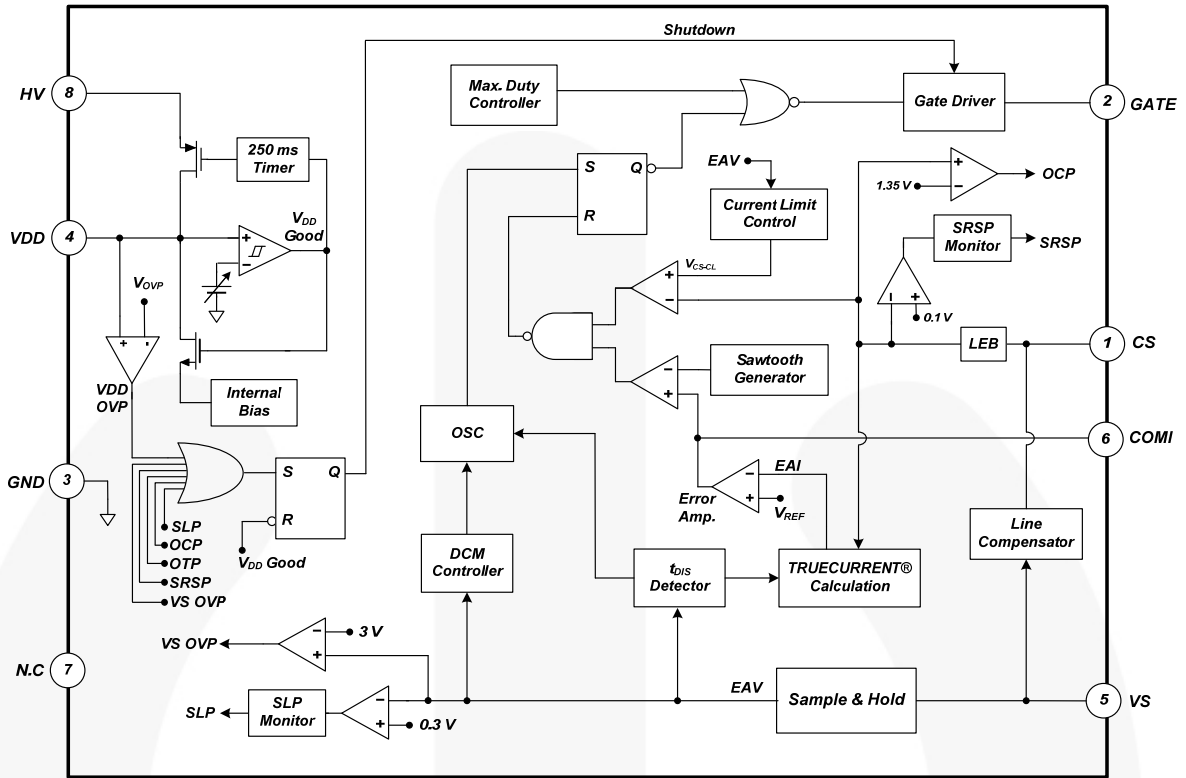 Shutdown
HV
8
Max. Duty
Controller
Gate Driver
2
GATE
250 ms
Timer
S
Q
R
EAV
Current Limit
Control
+
1.35 V
-
OCP
VDD
4
VDD
Good
+
-
SRSP
Monitor
SRSP
VOVP
VCS-CL
+
-
-
+
0.1 V
+
-
LEB
1
CS
VDD
OVP
Internal
Bias
-
+
Sawtooth
Generator
OSC
6
COMI
GND
3
S
Q
R
VDD Good
SLP
OCP
OTP
SRSP
VS OVP
Error
Amp.
-
+
EAI
VREF
Line
Compensator
DCM
Controller
tDIS
Detector
TRUECURRENT®
Calculation
N.C
7
VS OVP
-
+
3 V
SLP
SLP
Monitor
-
+
0.3 V
EAV
Sample & Hold
5
VS